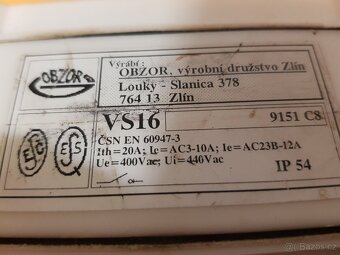 OBZOR
Vyrábí :
OBZOR, výrobní družstvo Zlín
Louky - Slanica 378
764 13 Zlín
VS16
9151 C8
ČSN EN 60947-3
Ith=20A; Ie=AC3-10A; Ie=AC23B-12A
Ue=400Vac; Ui=440Vac
IP 54